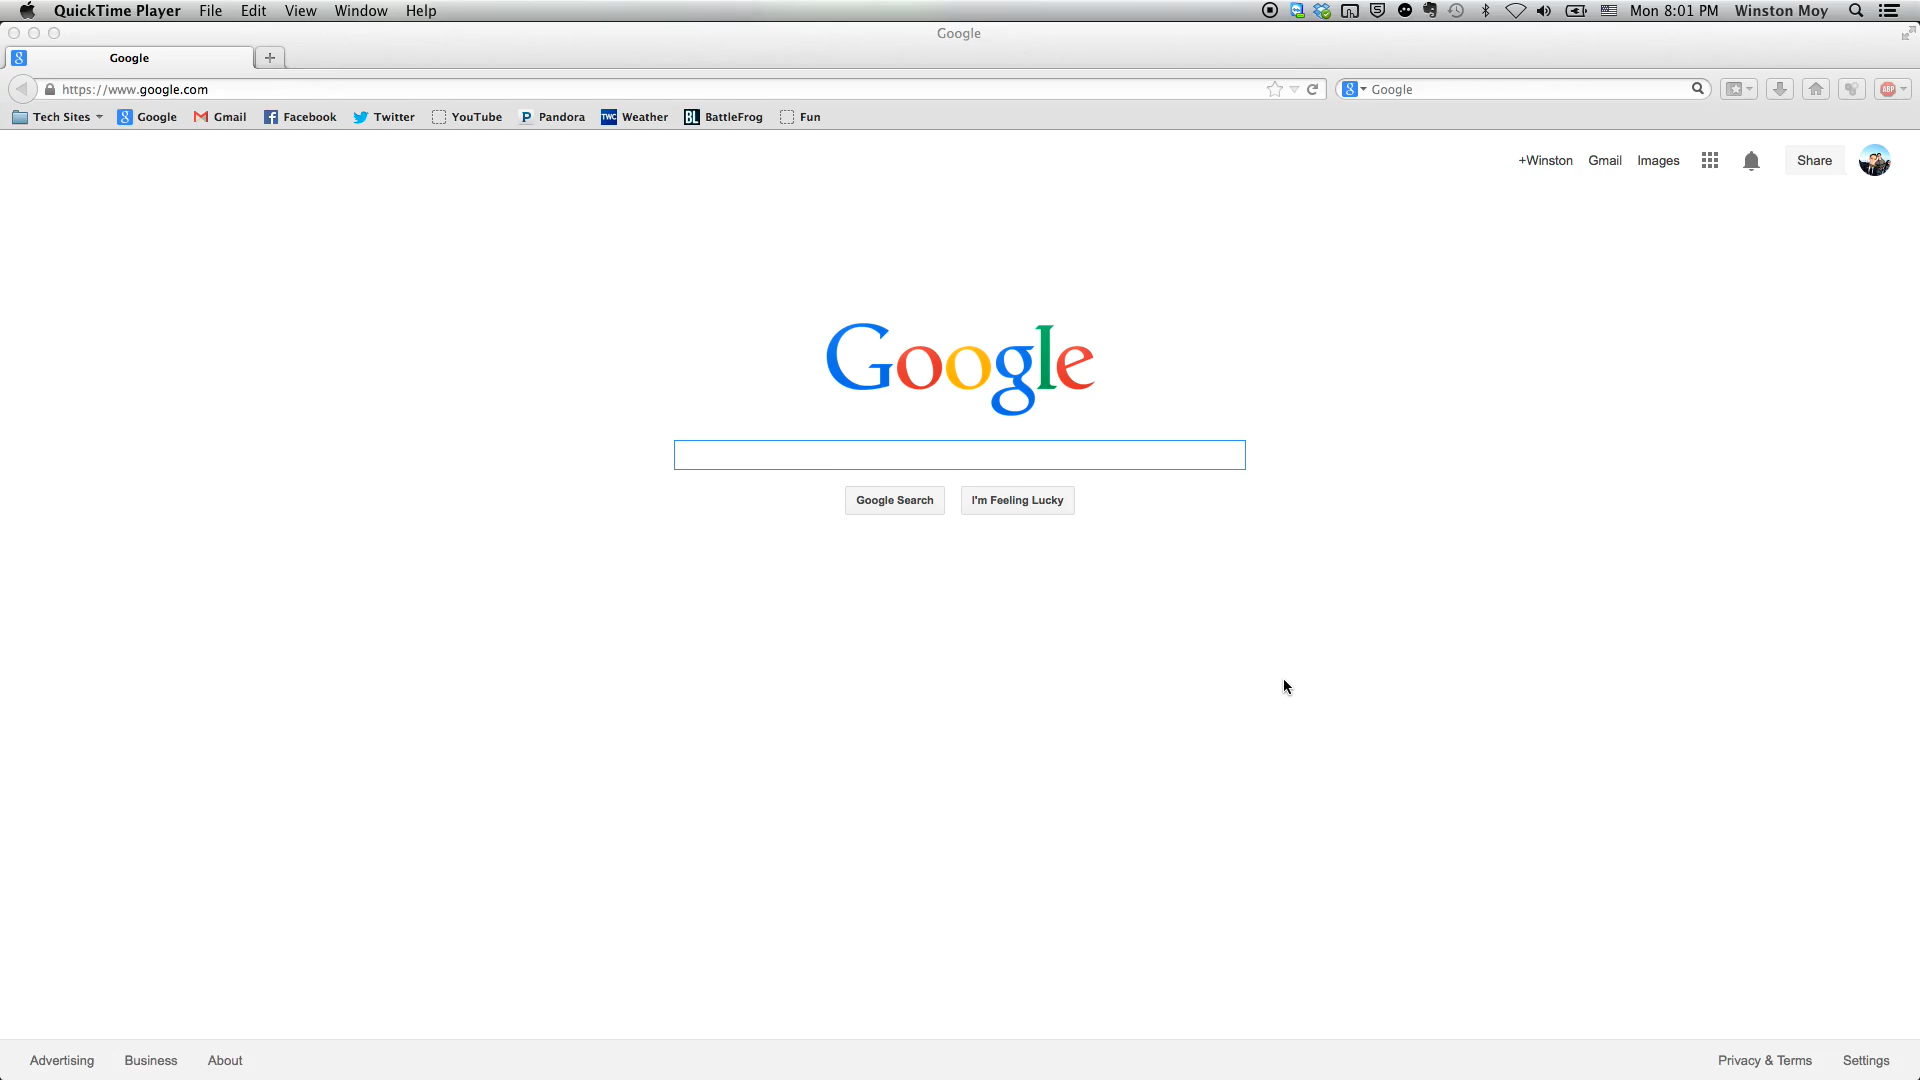 QuickTime Player File Edit View Window Help Mon 8:01 PM Winston Moy
Google
Google
https://www.google.com Google
Tech Sites Google Gmail Facebook Twitter YouTube Pandora Weather BattleFrog Fun
+Winston Gmail Images Share
Google
Google Search I'm Feeling Lucky
Advertising Business About Privacy & Terms Settings